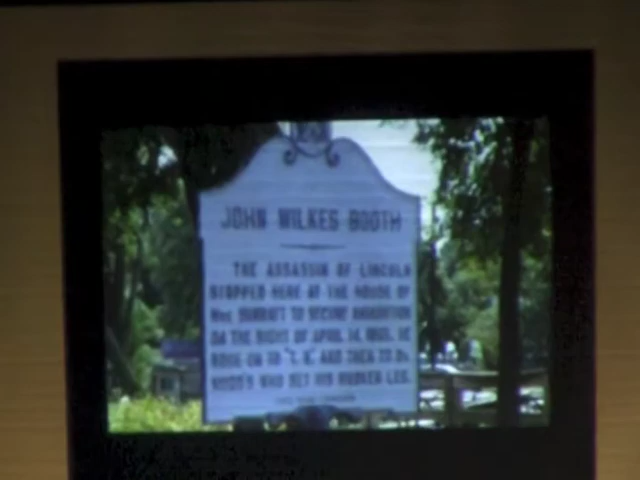 JOHN WILKES BOOTH
THE ASSASSIN OF LINCOLN
STOPPED HERE AT THE HOUSE OF
MRS. SURRATT TO SECURE AMMUNITION
ON THE NIGHT OF APRIL 14, 1865. HE
RODE ON TO "T. B." AND THEN TO DR.
MUDD'S WHO SET HIS BROKEN LEG.